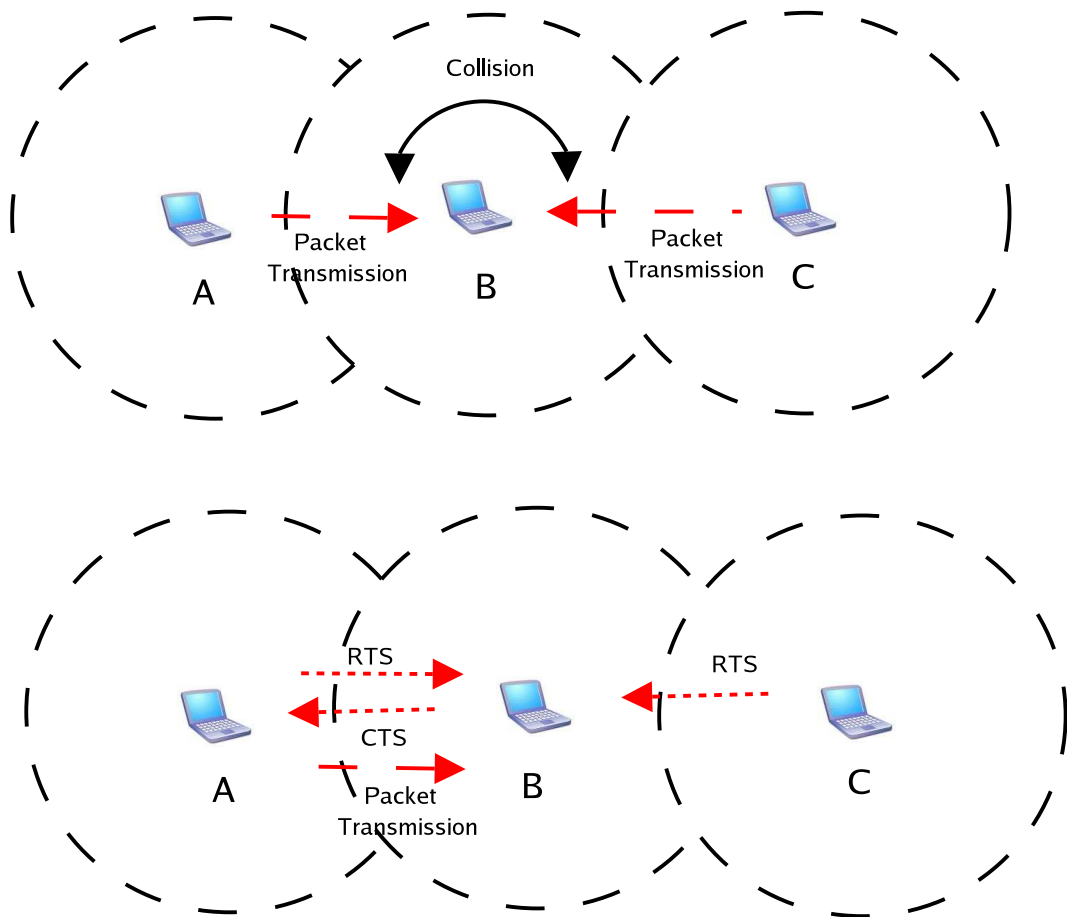 Collision
Packet
Transmission
Packet
Transmission
A
B
C
RTS
RTS
CTS
Packet
Transmission
A
B
C